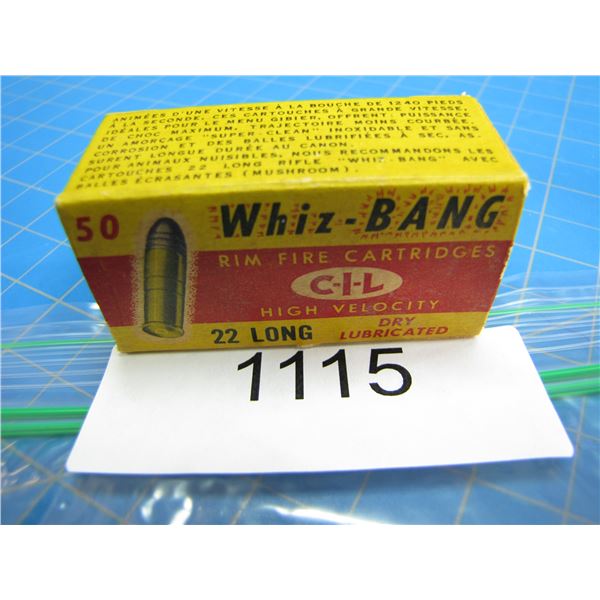 ANIMÉES D'UNE VITESSE À LA BOUCHE DE 1240 PIEDS
À LA SECONDE, CES CARTOUCHES À GRANDE VITESSE,
IDÉALES POUR LE MENU GIBIER, OFFRENT: PUISSANCE
DE CHOC MAXIMUM, TRAJECTOIRE MOINS COURBÉE,
UN AMORÇAGE "SUPER-CLEAN" INOXIDABLE ET SANS
CORROSION ET DES BALLES LUBRIFIÉES À SEC. AS-
SURENT LONGUE DURÉE AU CANON.
POUR ANIMAUX NUISIBLES, NOUS RECOMMANDONS LES
CARTOUCHES 22 LONG RIFLE "WHIZ-BANG" AVEC
BALLES ÉCRASANTES (MUSHROOM).
50 Whiz-BANG
RIM FIRE CARTRIDGES
C-I-L
HIGH VELOCITY
22 LONG DRY
LUBRICATED
1115